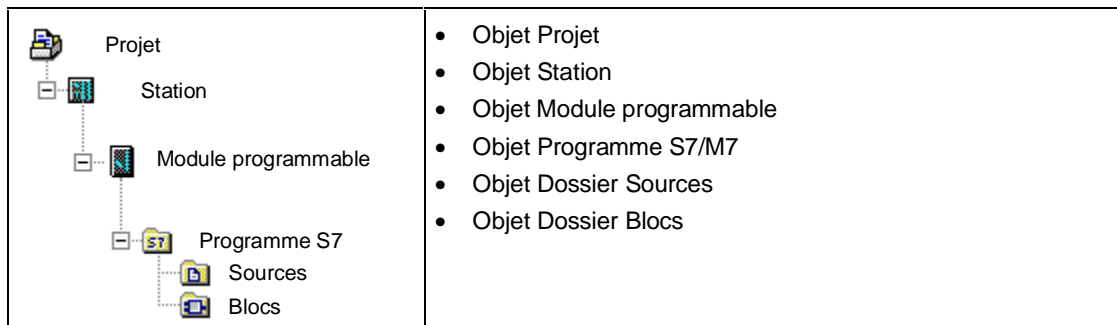 Projet
Station
Module programmable
S7 Programme S7
Sources
Blocs
• Objet Projet
• Objet Station
• Objet Module programmable
• Objet Programme S7/M7
• Objet Dossier Sources
• Objet Dossier Blocs